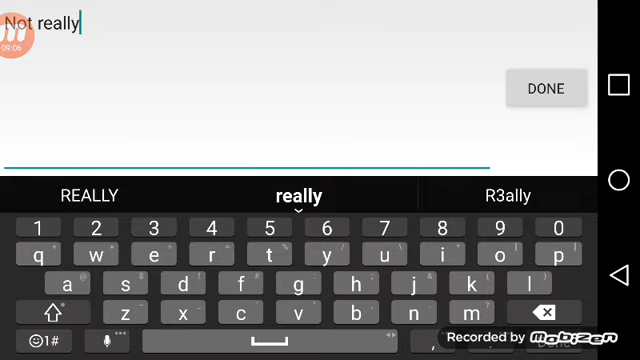 Not really
09:06
DONE
REALLY really R3ally
1 2 3 4 5 6 7 8 9 0
q w e r t y u i o p
a s d f g h j k l
z x c v b n m
1# ,
Recorded by MOBIZEN